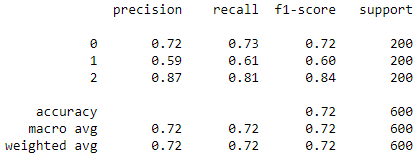 precision recall f1-score support
0 0.72 0.73 0.72 200
1 0.59 0.61 0.60 200
2 0.87 0.81 0.84 200
accuracy 0.72 600
macro avg 0.72 0.72 0.72 600
weighted avg 0.72 0.72 0.72 600